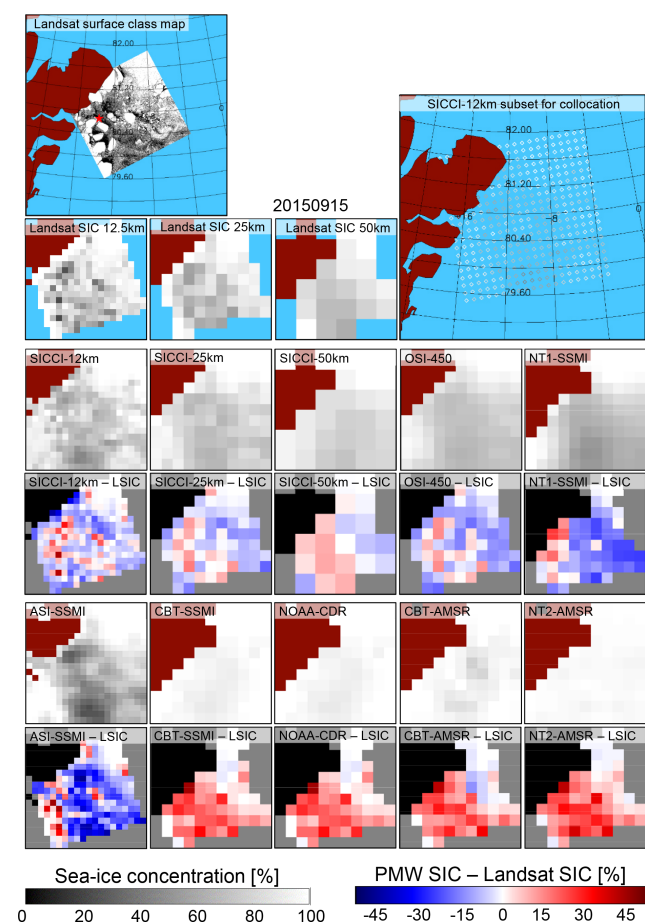 Landsat surface class map
82.00
0
79.60
SICCI-12km subset for collocation
82.00
81.20
-8
0
80.40
79.60
20150915
Landsat SIC 12.5km
Landsat SIC 25km
Landsat SIC 50km
SICCI-12km
SICCI-25km
SICCI-50km
OSI-450
NT1-SSMI
SICCI-12km – LSIC
SICCI-25km – LSIC
SICCI-50km – LSIC
OSI-450 – LSIC
NT1-SSMI – LSIC
ASI-SSMI
CBT-SSMI
NOAA-CDR
CBT-AMSR
NT2-AMSR
ASI-SSMI – LSIC
CBT-SSMI – LSIC
NOAA-CDR – LSIC
CBT-AMSR – LSIC
NT2-AMSR – LSIC
Sea-ice concentration [%]
0 20 40 60 80 100
PMW SIC – Landsat SIC [%]
-45 -30 -15 0 15 30 45